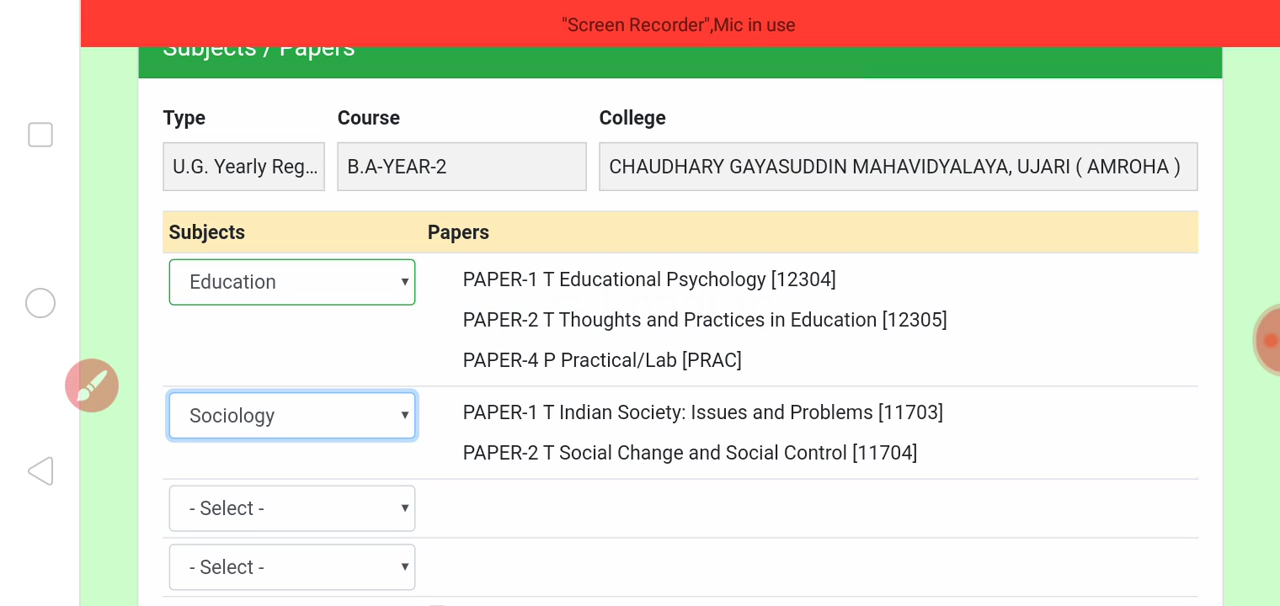 "Screen Recorder",Mic in use
Subjects / Papers
Type Course College
U.G. Yearly Reg... B.A-YEAR-2 CHAUDHARY GAYASUDDIN MAHAVIDYALAYA, UJARI ( AMROHA )
Subjects Papers
Education PAPER-1 T Educational Psychology [12304]
PAPER-2 T Thoughts and Practices in Education [12305]
PAPER-4 P Practical/Lab [PRAC]
Sociology PAPER-1 T Indian Society: Issues and Problems [11703]
PAPER-2 T Social Change and Social Control [11704]
- Select -
- Select -